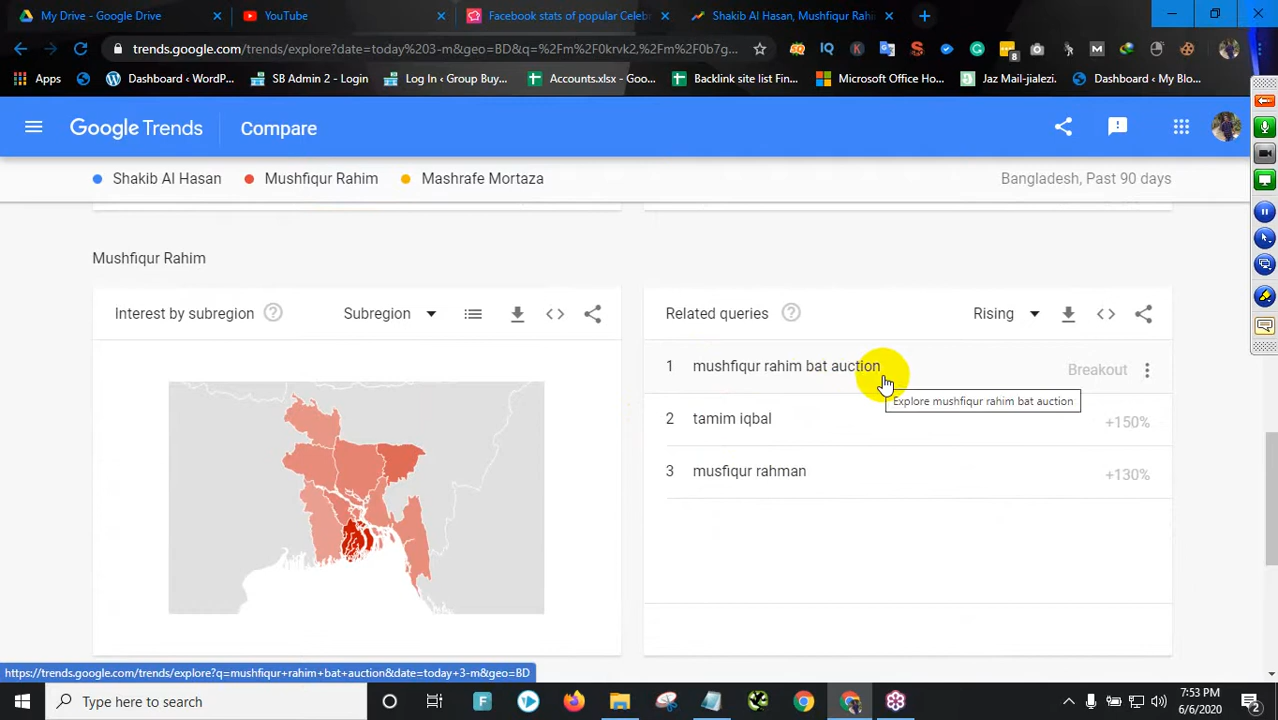 My Drive - Google Drive
YouTube
Facebook stats of popular Celebr
Shakib Al Hasan, Mushfiqur Rahi
trends.google.com/trends/explore?date=today%203-m&geo=BD&q=%2Fm%2F0krvk2,%2Fm%2F0b7g...
8
Apps
Dashboard ‹ WordP...
SB Admin 2 - Login
Log In ‹ Group Buy...
Accounts.xlsx - Goo...
Backlink site list Fin...
Microsoft Office Ho...
Jaz Mail-jialezi.
Dashboard ‹ My Blo...
Google Trends
Compare
Shakib Al Hasan
Mushfiqur Rahim
Mashrafe Mortaza
Bangladesh, Past 90 days
Mushfiqur Rahim
Interest by subregion
Subregion
Related queries
Rising
1 mushfiqur rahim bat auction Breakout
Explore mushfiqur rahim bat auction
2 tamim iqbal +150%
3 musfiqur rahman +130%
https://trends.google.com/trends/explore?q=mushfiqur+rahim+bat+auction&date=today+3-m&geo=BD
Type here to search
7:53 PM
6/6/2020
2